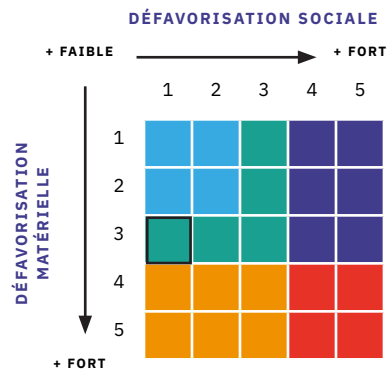 DÉFAVORISATION SOCIALE
+ FAIBLE
+ FORT
1 2 3 4 5
DÉFAVORISATION
MATÉRIELLE
1
2
3
4
5
+ FORT